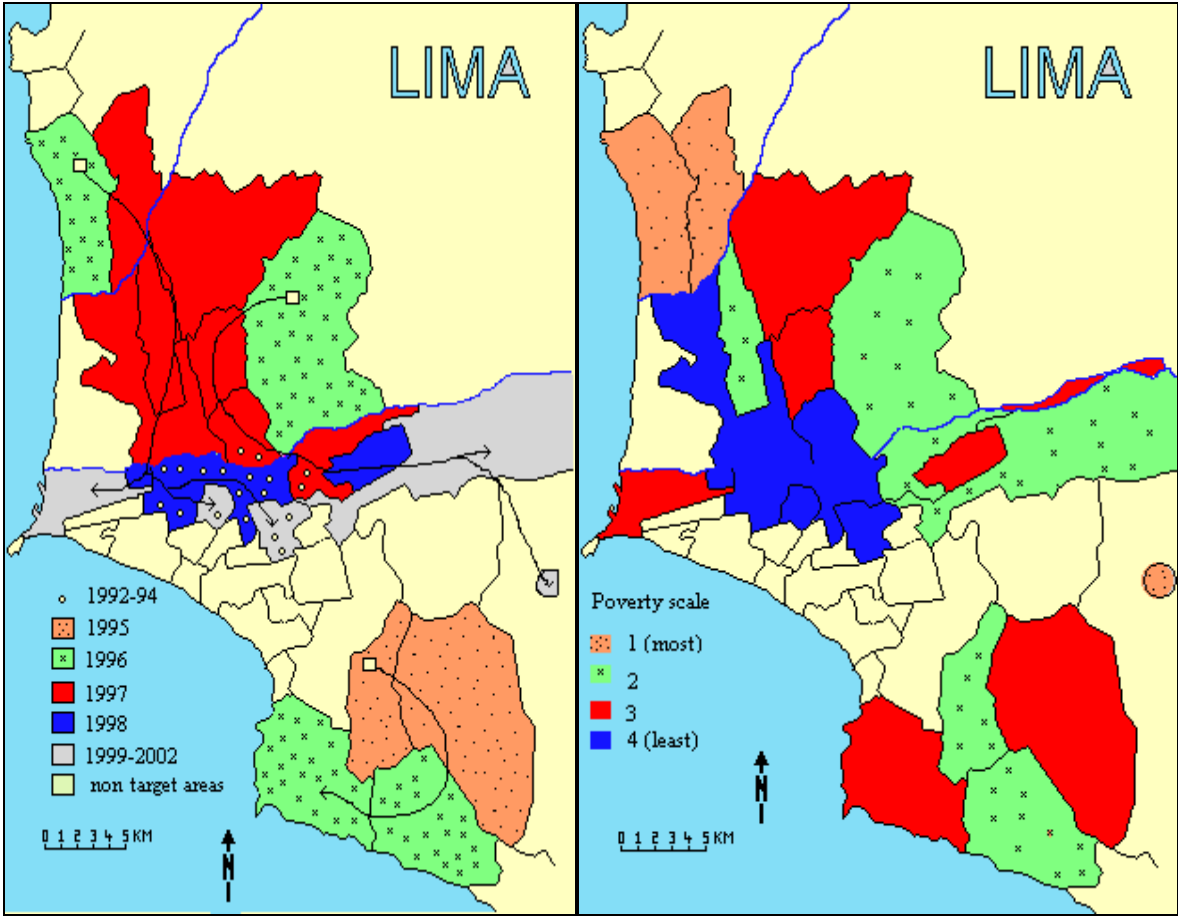 LIMA
1992-94
1995
1996
1997
1998
1999-2002
non target areas
0 1 2 3 4 5 KM
N
LIMA
Poverty scale
1 (most)
2
3
4 (least)
0 1 2 3 4 5 KM
N